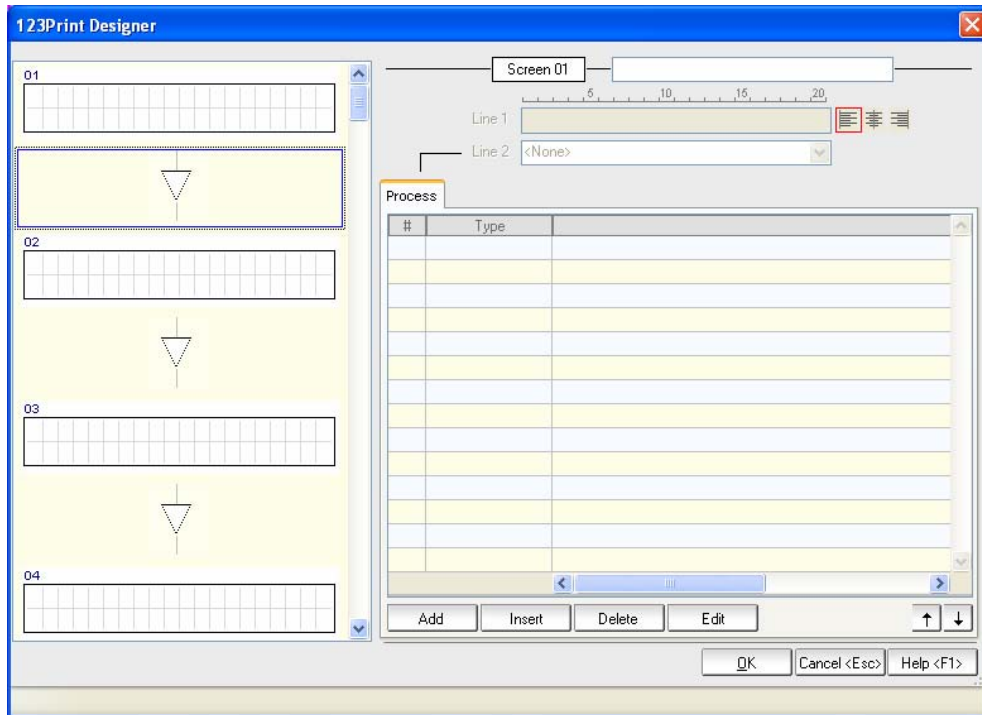 123Print Designer
01
02
03
04
Screen 01
5 10 15 20
Line 1
Line 2 <None>
Process
# Type
Add Insert Delete Edit
OK Cancel <Esc> Help <F1>